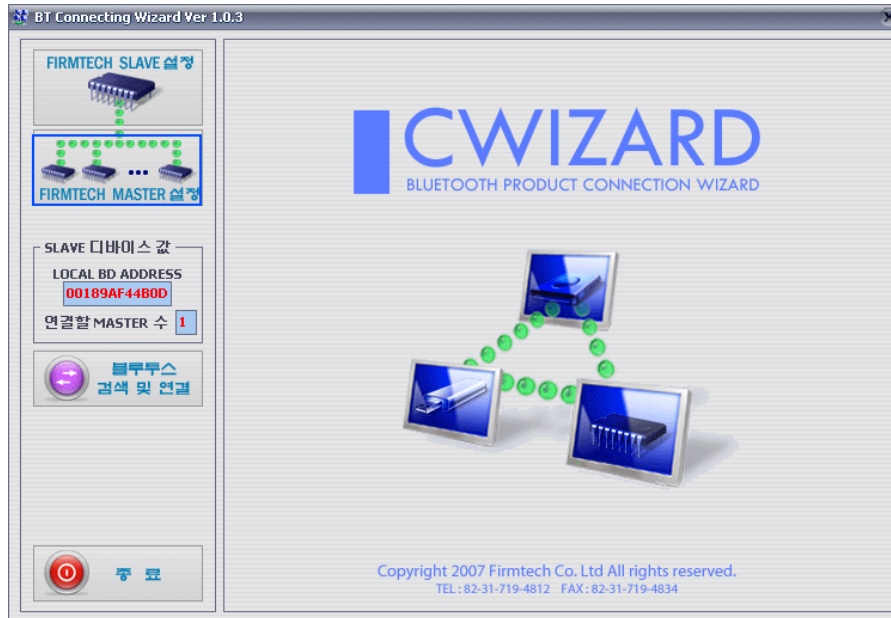 BT Connecting Wizard Ver 1.0.3
FIRMTECH SLAVE 설정
FIRMTECH MASTER 설정
SLAVE 디바이스 값
LOCAL BD ADDRESS
00189AF44B0D
연결할 MASTER 수 1
블루투스
검색 및 연결
종 료
CWIZARD
BLUETOOTH PRODUCT CONNECTION WIZARD
Copyright 2007 Firmtech Co. Ltd All rights reserved.
TEL : 82-31-719-4812 FAX : 82-31-719-4834